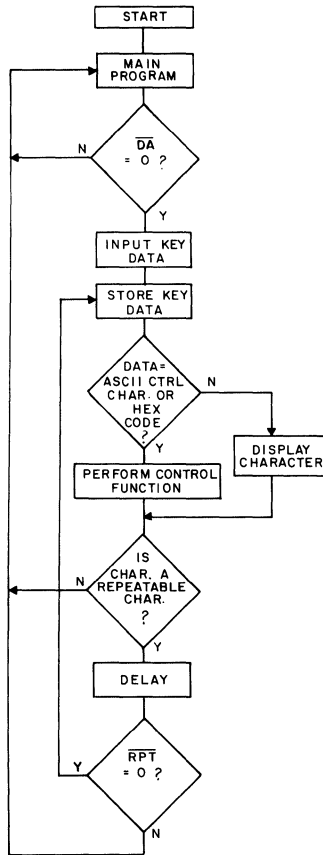 START
MAIN
PROGRAM
DA
= 0 ?
N
Y
INPUT KEY
DATA
STORE KEY
DATA
DATA=
ASCII CTRL
CHAR. OR
HEX
CODE
?
N
Y
DISPLAY
CHARACTER
PERFORM CONTROL
FUNCTION
IS
CHAR. A
REPEATABLE
CHAR.
?
N
Y
DELAY
RPT
= 0 ?
Y
N